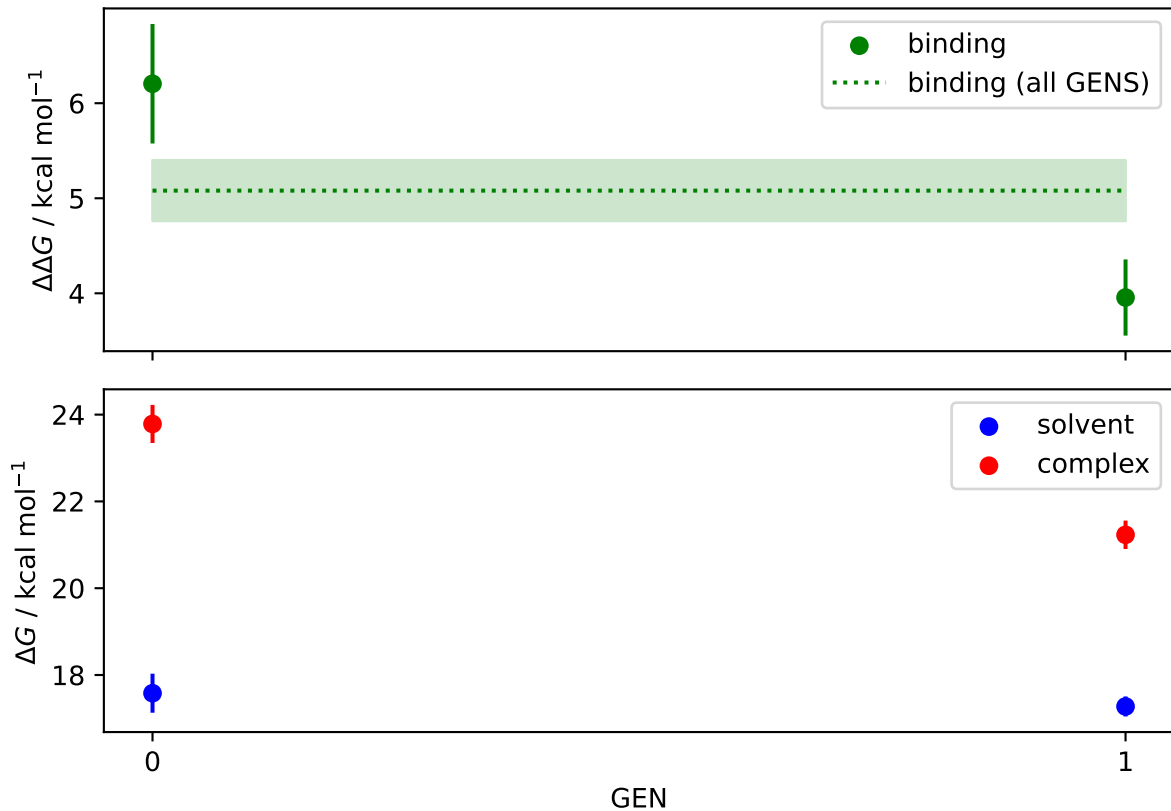 binding
binding (all GENS)
6
5
4
ΔΔG / kcal mol⁻¹
solvent
complex
24
22
20
18
ΔG / kcal mol⁻¹
0 1
GEN